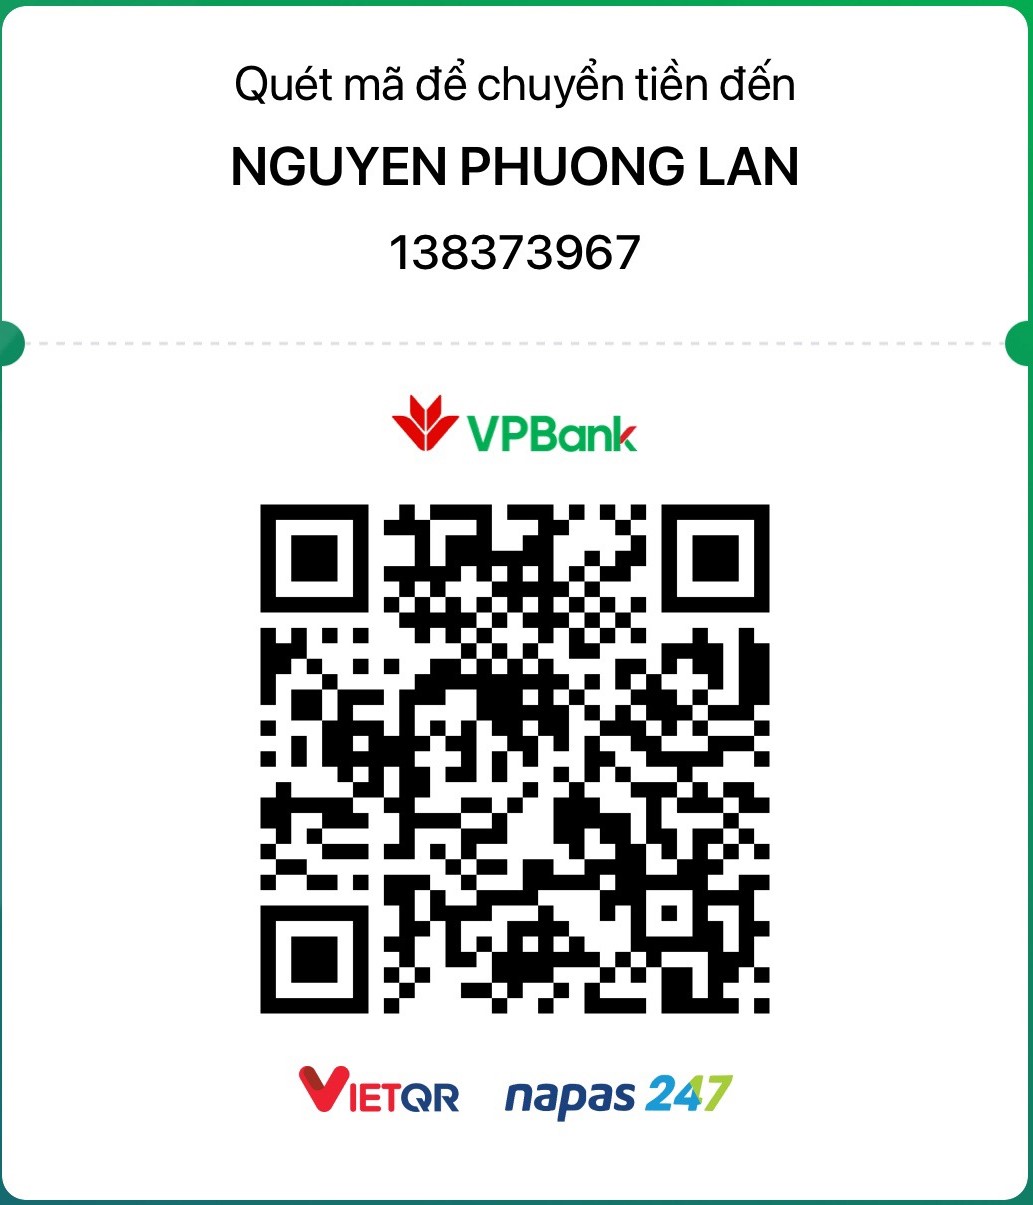 Quét mã để chuyển tiền đến
NGUYEN PHUONG LAN
138373967
VPBank
VIETQR napas 247